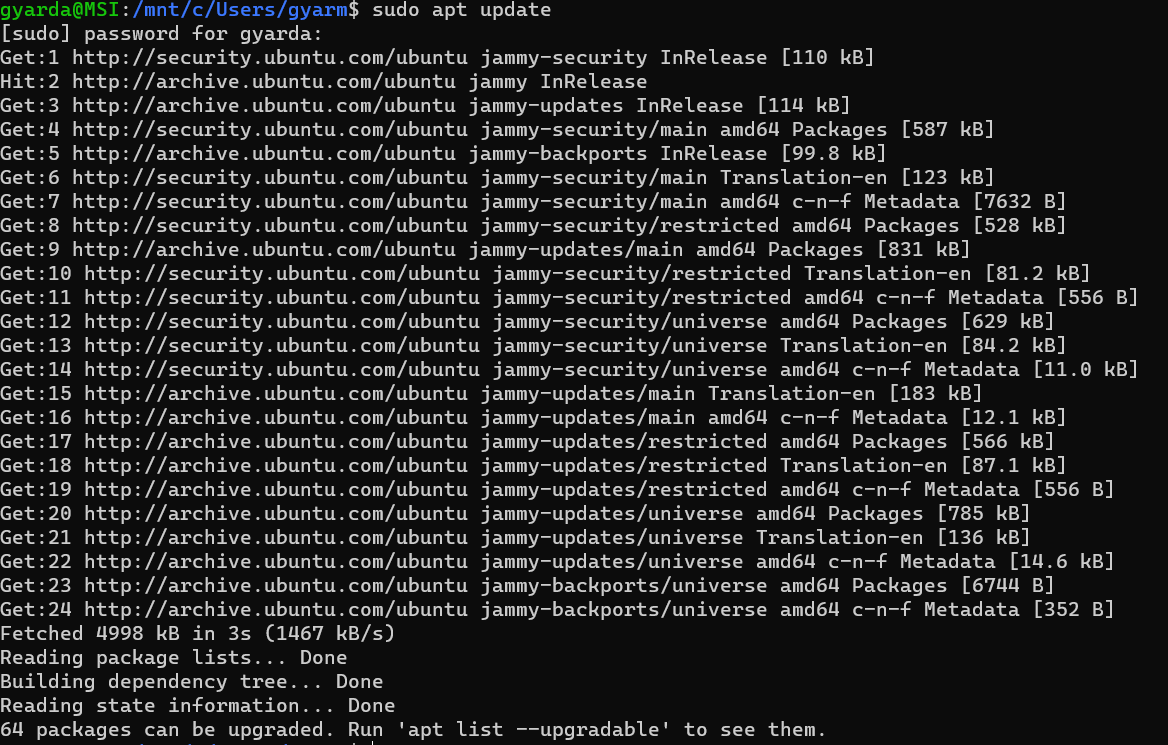 gyarda@MSI:/mnt/c/Users/gyarm$ sudo apt update
[sudo] password for gyarda:
Get:1 http://security.ubuntu.com/ubuntu jammy-security InRelease [110 kB]
Hit:2 http://archive.ubuntu.com/ubuntu jammy InRelease
Get:3 http://archive.ubuntu.com/ubuntu jammy-updates InRelease [114 kB]
Get:4 http://security.ubuntu.com/ubuntu jammy-security/main amd64 Packages [587 kB]
Get:5 http://archive.ubuntu.com/ubuntu jammy-backports InRelease [99.8 kB]
Get:6 http://security.ubuntu.com/ubuntu jammy-security/main Translation-en [123 kB]
Get:7 http://security.ubuntu.com/ubuntu jammy-security/main amd64 c-n-f Metadata [7632 B]
Get:8 http://security.ubuntu.com/ubuntu jammy-security/restricted amd64 Packages [528 kB]
Get:9 http://archive.ubuntu.com/ubuntu jammy-updates/main amd64 Packages [831 kB]
Get:10 http://security.ubuntu.com/ubuntu jammy-security/restricted Translation-en [81.2 kB]
Get:11 http://security.ubuntu.com/ubuntu jammy-security/restricted amd64 c-n-f Metadata [556 B]
Get:12 http://security.ubuntu.com/ubuntu jammy-security/universe amd64 Packages [629 kB]
Get:13 http://security.ubuntu.com/ubuntu jammy-security/universe Translation-en [84.2 kB]
Get:14 http://security.ubuntu.com/ubuntu jammy-security/universe amd64 c-n-f Metadata [11.0 kB]
Get:15 http://archive.ubuntu.com/ubuntu jammy-updates/main Translation-en [183 kB]
Get:16 http://archive.ubuntu.com/ubuntu jammy-updates/main amd64 c-n-f Metadata [12.1 kB]
Get:17 http://archive.ubuntu.com/ubuntu jammy-updates/restricted amd64 Packages [566 kB]
Get:18 http://archive.ubuntu.com/ubuntu jammy-updates/restricted Translation-en [87.1 kB]
Get:19 http://archive.ubuntu.com/ubuntu jammy-updates/restricted amd64 c-n-f Metadata [556 B]
Get:20 http://archive.ubuntu.com/ubuntu jammy-updates/universe amd64 Packages [785 kB]
Get:21 http://archive.ubuntu.com/ubuntu jammy-updates/universe Translation-en [136 kB]
Get:22 http://archive.ubuntu.com/ubuntu jammy-updates/universe amd64 c-n-f Metadata [14.6 kB]
Get:23 http://archive.ubuntu.com/ubuntu jammy-backports/universe amd64 Packages [6744 B]
Get:24 http://archive.ubuntu.com/ubuntu jammy-backports/universe amd64 c-n-f Metadata [352 B]
Fetched 4998 kB in 3s (1467 kB/s)
Reading package lists... Done
Building dependency tree... Done
Reading state information... Done
64 packages can be upgraded. Run 'apt list --upgradable' to see them.